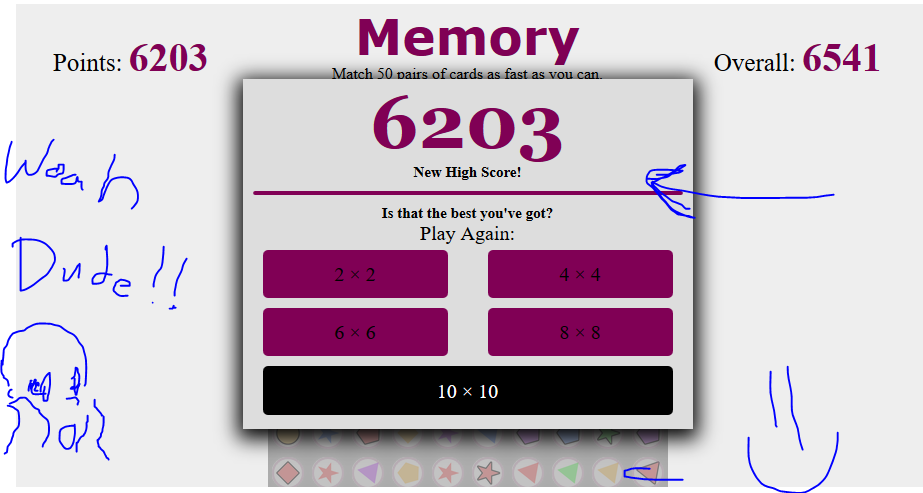 Memory
Points: 6203
Overall: 6541
Match 50 pairs of cards as fast as you can.
6203
New High Score!
Woah
Is that the best you've got?
Play Again:
Dude!!
2 × 2
4 × 4
6 × 6
8 × 8
10 × 10